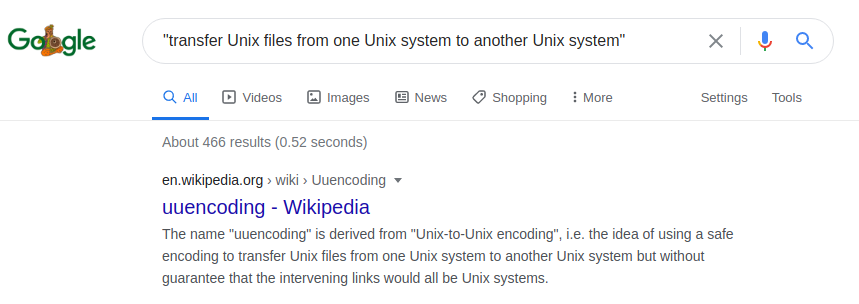 Google
"transfer Unix files from one Unix system to another Unix system"
All Videos Images News Shopping More Settings Tools
About 466 results (0.52 seconds)
en.wikipedia.org › wiki › Uuencoding
uuencoding - Wikipedia
The name "uuencoding" is derived from "Unix-to-Unix encoding", i.e. the idea of using a safe
encoding to transfer Unix files from one Unix system to another Unix system but without
guarantee that the intervening links would all be Unix systems.